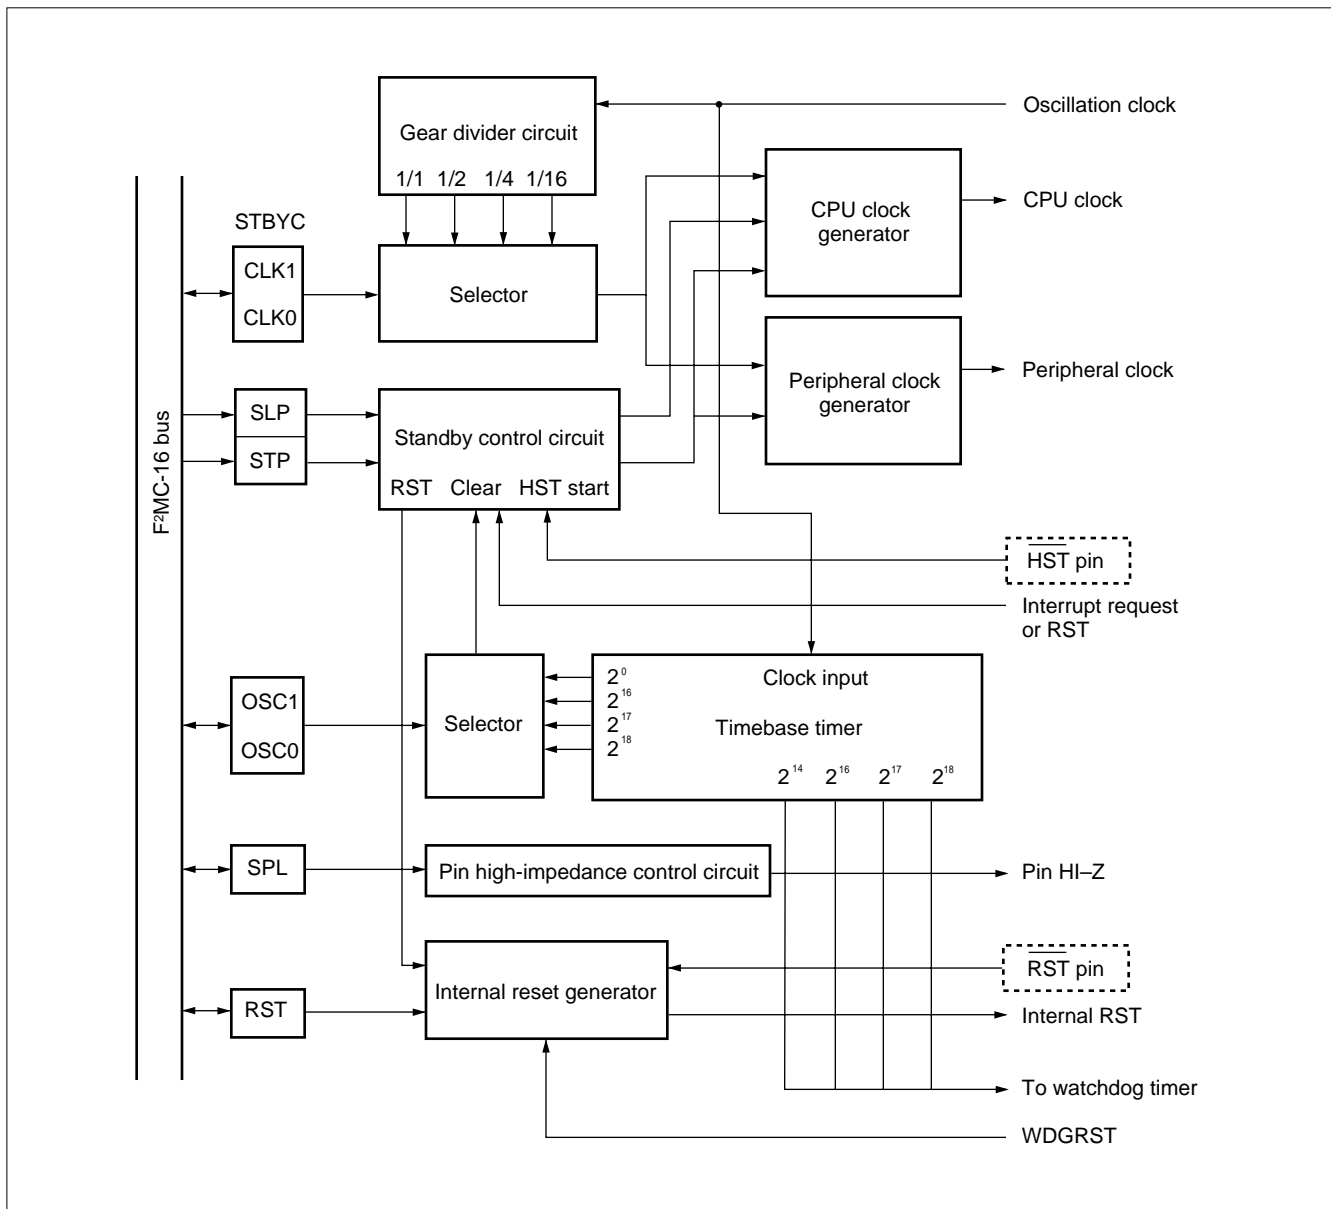 Oscillation clock
Gear divider circuit
1/1 1/2 1/4 1/16
CPU clock generator
CPU clock
STBYC
CLK1
CLK0
Selector
Peripheral clock generator
Peripheral clock
F²MC-16 bus
SLP
STP
Standby control circuit
RST Clear HST start
HST pin
Interrupt request
or RST
OSC1
OSC0
Selector
2⁰
2¹⁶
2¹⁷
2¹⁸
Clock input
Timebase timer
2¹⁴ 2¹⁶ 2¹⁷ 2¹⁸
SPL
Pin high-impedance control circuit
Pin HI–Z
RST pin
Internal reset generator
RST
Internal RST
To watchdog timer
WDGRST